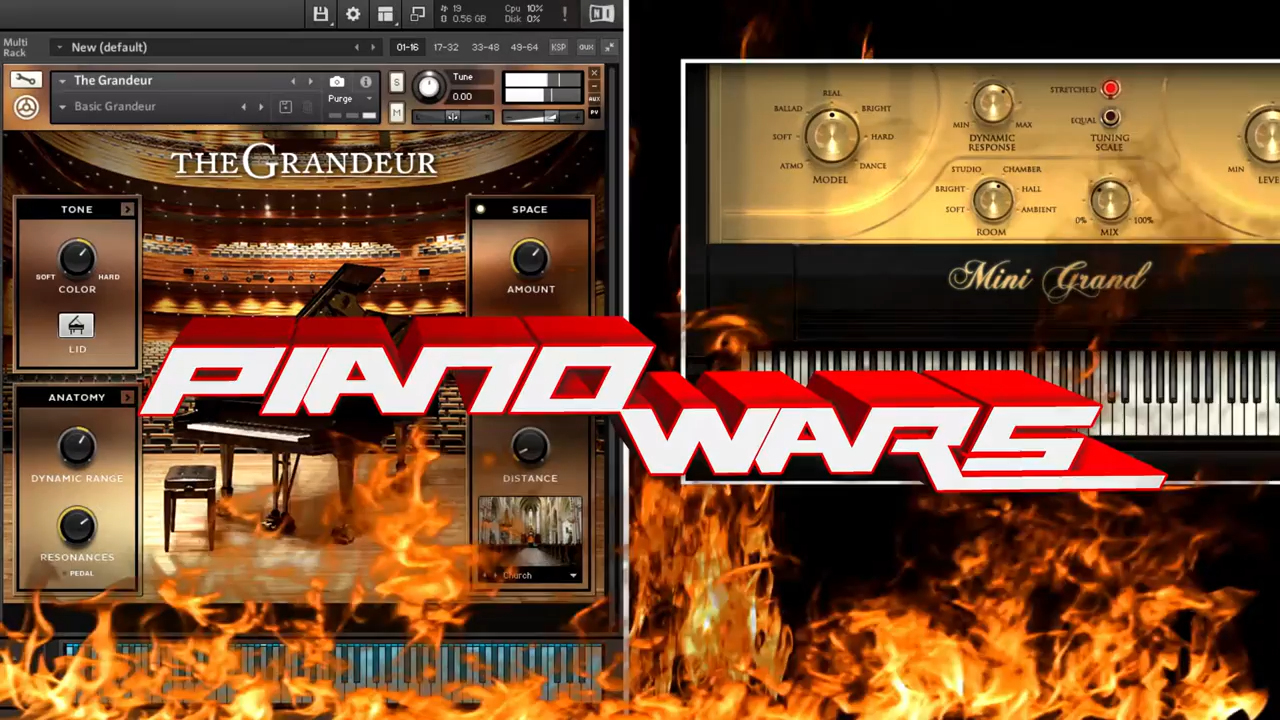 19
0.56 GB
Cpu 10%
Disk 0%
Multi
Rack
New (default)
01-16
17-32
33-48
49-64
KSP
AUX
The Grandeur
Basic Grandeur
Purge
S
M
Tune
0.00
L
R
AUX
PV
THE GRANDEUR
TONE
SOFT
HARD
COLOR
LID
ANATOMY
DYNAMIC RANGE
RESONANCES
PEDAL
SPACE
AMOUNT
DISTANCE
Church
REAL
BALLAD
BRIGHT
SOFT
HARD
ATMO
DANCE
MODEL
MIN
MAX
DYNAMIC
RESPONSE
STRETCHED
EQUAL
TUNING
SCALE
STUDIO
CHAMBER
BRIGHT
HALL
SOFT
AMBIENT
ROOM
0%
100%
MIX
MIN
LEVE
Mini Grand
PIANO
WARS